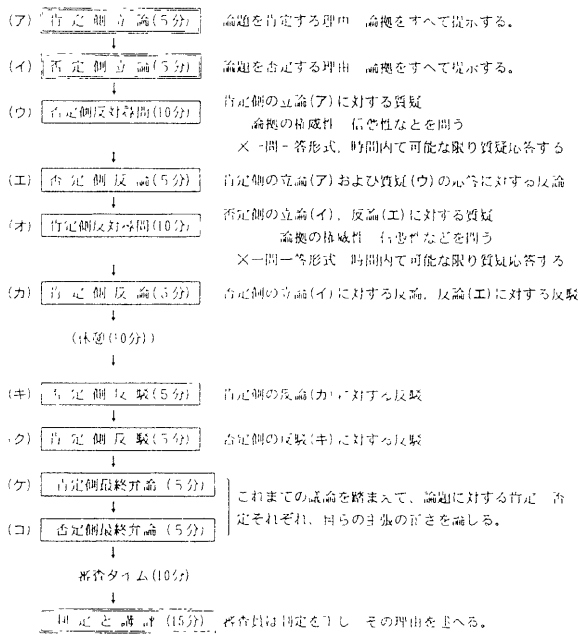 (ア) 肯定側立論(5分) 論題を肯定する理由 論拠をすべて提示する。
(イ) 否定側立論(5分) 論題を否定する理由 論拠をすべて提示する。
(ウ) 否定側反対尋問(10分) 肯定側の立論(ア)に対する質疑
論拠の権威性 信憑性などを問う
×一問一答形式, 時間内で可能な限り質疑応答する
(エ) 否定側反論(5分) 肯定側の立論(ア)および質疑(ウ)の応答に対する反論
(オ) 肯定側反対尋問(10分) 否定側の立論(イ), 反論(エ)に対する質疑
論拠の権威性 信憑性などを問う
×一問一答形式 時間内で可能な限り質疑応答する
(カ) 肯定側反論(5分) 否定側の立論(イ)に対する反論, 反論(エ)に対する反駁
(休憩(10分))
(キ) 否定側反駁(5分) 肯定側の反論(カ)に対する反駁
(ク) 肯定側反駁(5分) 否定側の反駁(キ)に対する反駁
(ケ) 肯定側最終弁論(5分) これまでの議論を踏まえて、論題に対する肯定 否
定それぞれ、自らの主張の正さを論じる。
(コ) 否定側最終弁論(5分)
審査タイム(10分)
判定と講評(15分) 審査員は判定を下し その理由を述べる。